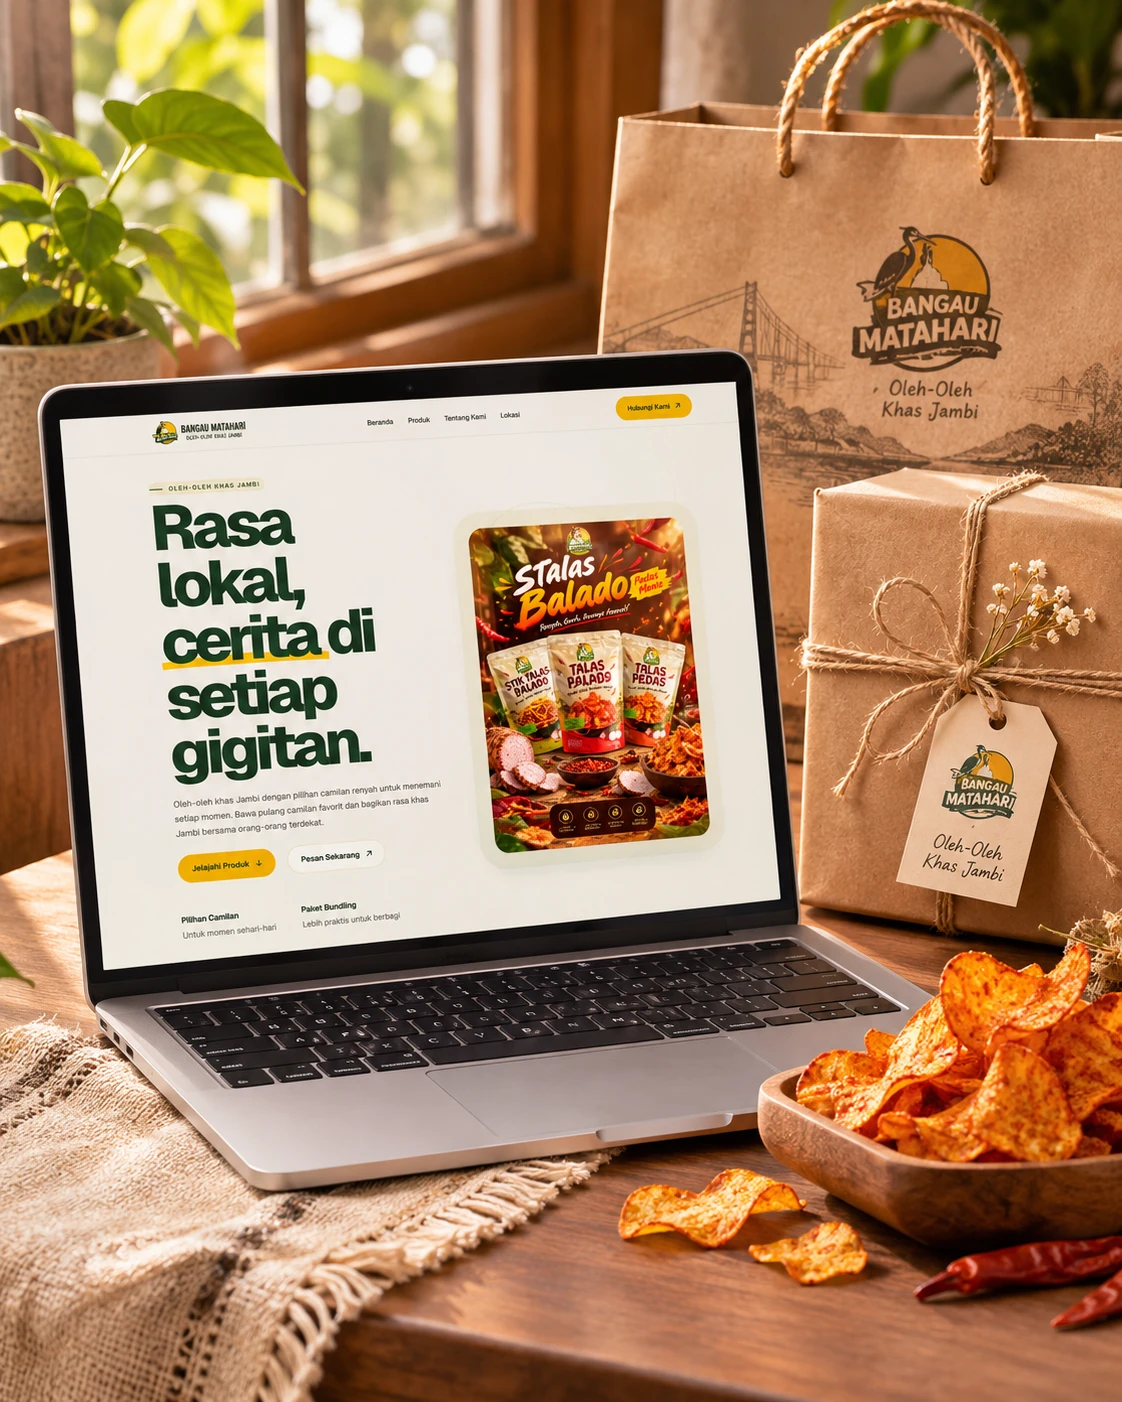 BANGAU
MATAHARI
Oleh-Oleh
Khas Jambi
BANGAU MATAHARI
OLEH-OLEH KHAS JAMBI
Beranda
Produk
Tentang Kami
Lokasi
Hubungi Kami
OLEH-OLEH KHAS JAMBI
Rasa
lokal,
cerita di
setiap
gigitan.
Oleh-oleh khas Jambi dengan pilihan camilan renyah untuk menemani
setiap momen. Bawa pulang camilan favorit dan bagikan rasa khas
Jambi bersama orang-orang terdekat.
Jelajahi Produk
Pesan Sekarang
Pilihan Camilan
Untuk momen sehari-hari
Paket Bundling
Lebih praktis untuk berbagi
STalas
Balado
Pedas
Manis
STIK TALAS
BALADO
TALAS
BALADO
TALAS
PEDAS
BANGAU
MATAHARI
Oleh-Oleh
Khas Jambi